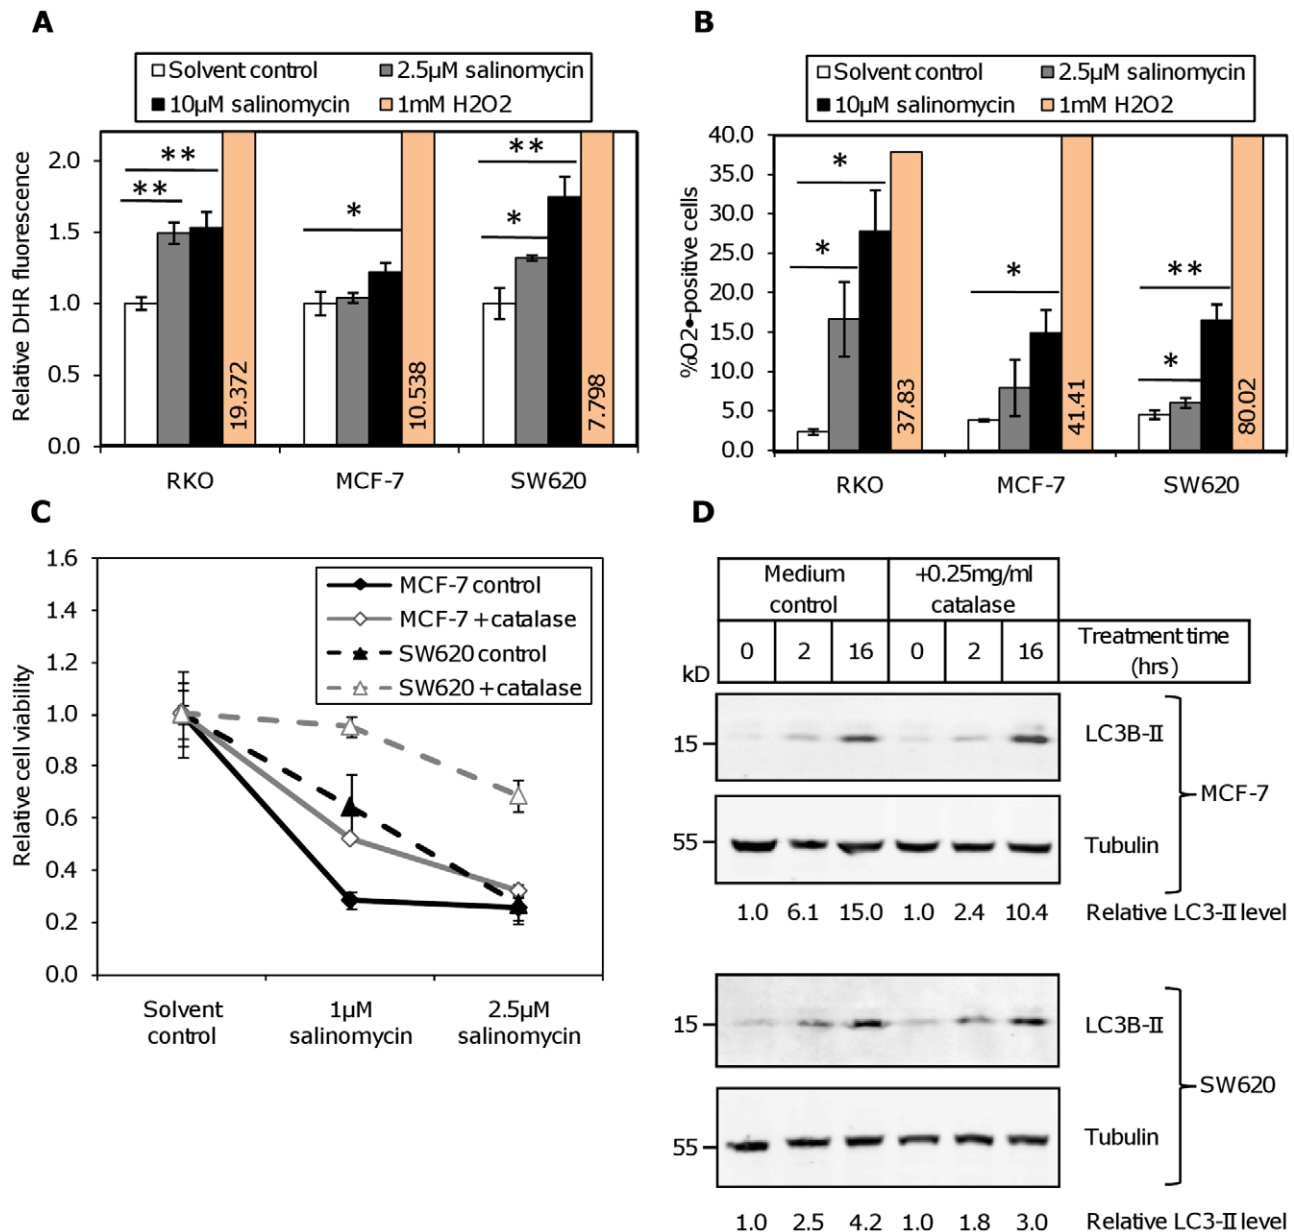 A
Solvent control 2.5µM salinomycin
10µM salinomycin 1mM H2O2
Relative DHR fluorescence
2.0
1.5
1.0
0.5
0.0
** ** * ** *
19.372 10.538 7.798
RKO MCF-7 SW620
B
Solvent control 2.5µM salinomycin
10µM salinomycin 1mM H2O2
%O2●-positive cells
40.0
35.0
30.0
25.0
20.0
15.0
10.0
5.0
0.0
* * * ** *
37.83 41.41 80.02
RKO MCF-7 SW620
C
Relative cell viability
1.6
1.4
1.2
1.0
0.8
0.6
0.4
0.2
0.0
MCF-7 control
MCF-7 +catalase
SW620 control
SW620 +catalase
Solvent control
1µM salinomycin
2.5µM salinomycin
D
Medium control
+0.25mg/ml catalase
0 2 16 0 2 16 Treatment time (hrs)
kD
15 LC3B-II
MCF-7
55 Tubulin
1.0 6.1 15.0 1.0 2.4 10.4 Relative LC3-II level
15 LC3B-II
SW620
55 Tubulin
1.0 2.5 4.2 1.0 1.8 3.0 Relative LC3-II level